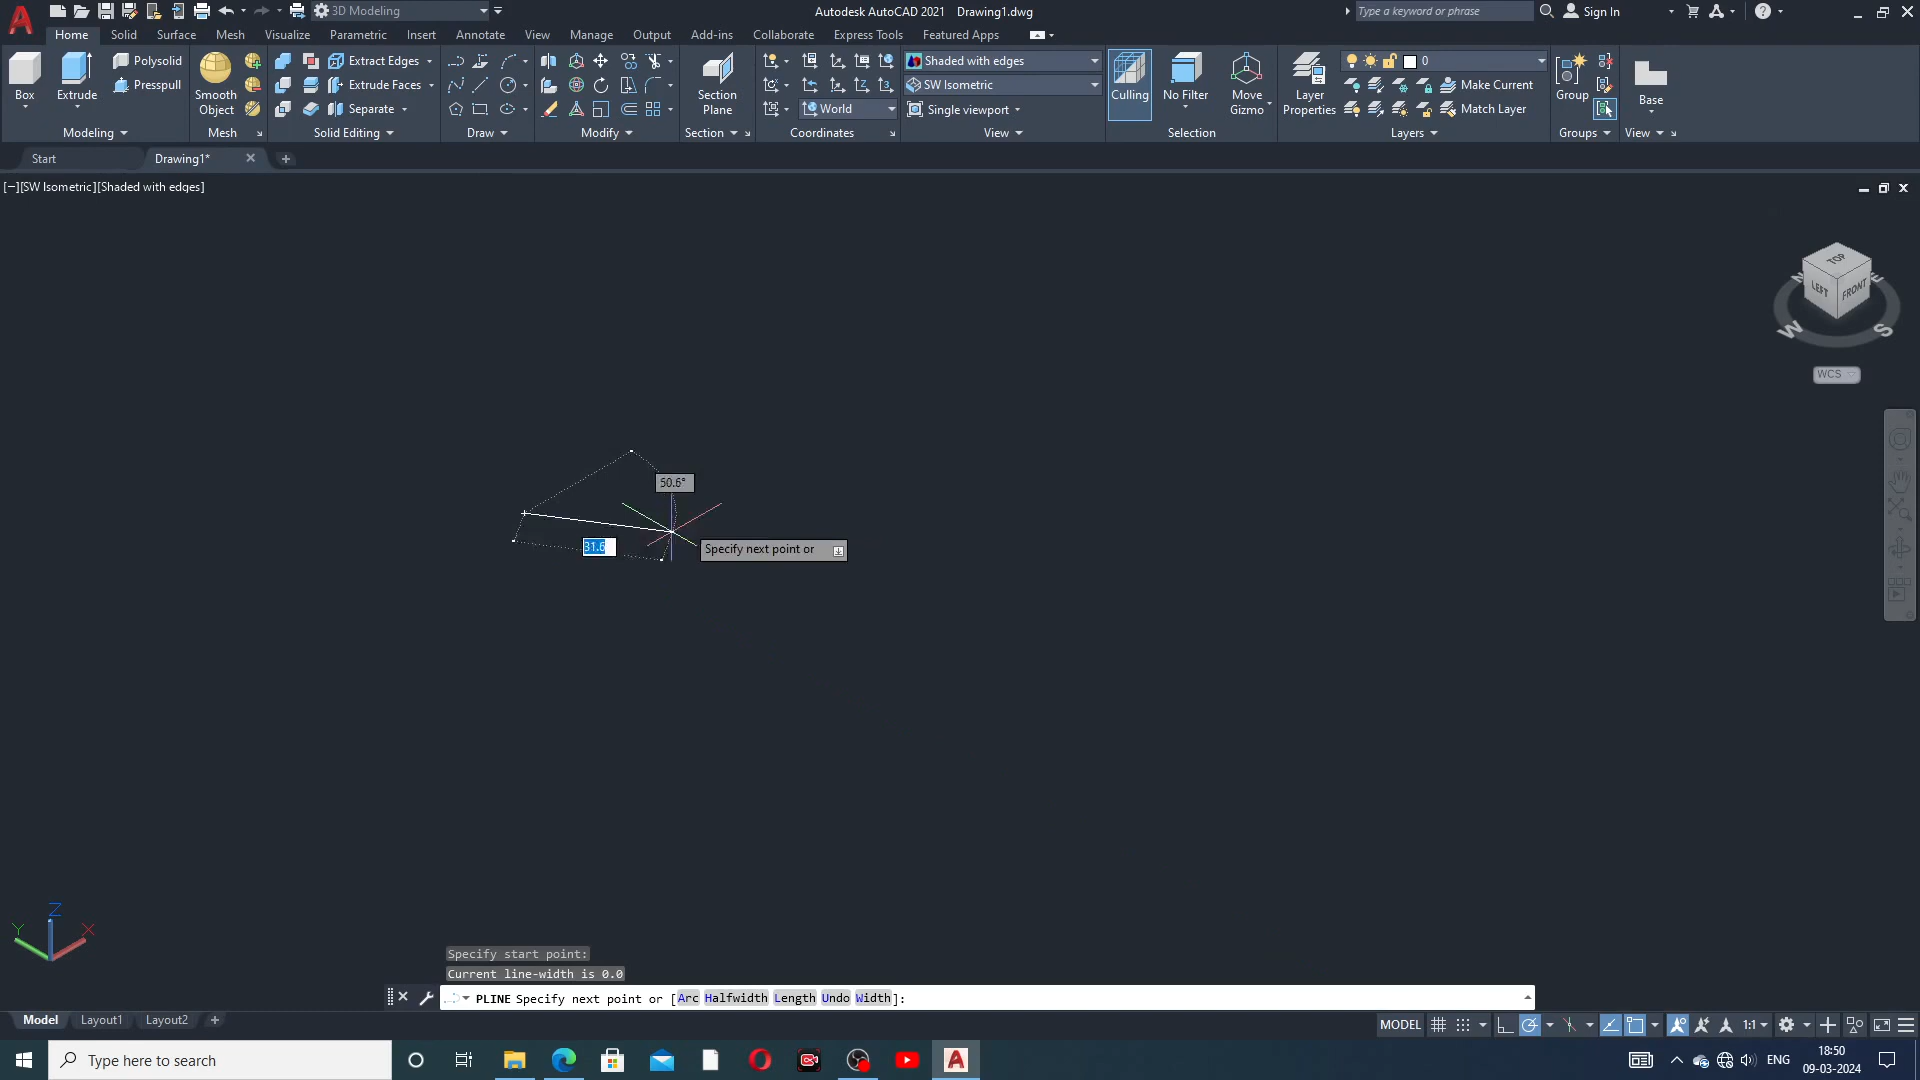 3D Modeling
Autodesk AutoCAD 2021 Drawing1.dwg
Type a keyword or phrase
Sign In
Home Solid Surface Mesh Visualize Parametric Insert Annotate View Manage Output Add-ins Collaborate Express Tools Featured Apps
Box
Extrude
Polysolid
Presspull
Smooth Object
Extract Edges
Extrude Faces
Separate
Section Plane
World
Shaded with edges
SW Isometric
Single viewport
Culling
No Filter
Move Gizmo
Layer Properties
0
Make Current
Match Layer
Group
Base
Modeling Mesh Solid Editing Draw Modify Section Coordinates View Selection Layers Groups View
Start Drawing1*
[−][SW Isometric][Shaded with edges]
TOP
LEFT
FRONT
N
E
W
S
WCS
50.6°
31.6
Specify next point or
Z
Y
X
Specify start point:
Current line-width is 0.0
PLINE Specify next point or [Arc Halfwidth Length Undo Width]:
Model Layout1 Layout2
MODEL
1:1
Type here to search
ENG
18:50
09-03-2024